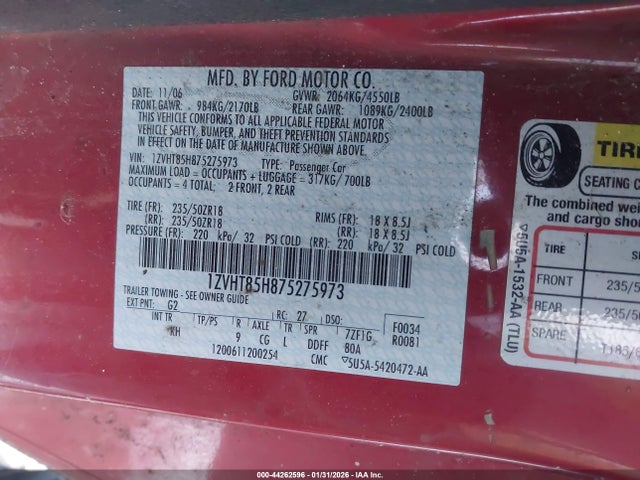 MFD. BY FORD MOTOR CO.
DATE: 11/06 GVWR: 2064KG/4550LB
FRONT GAWR: 984KG/2170LB REAR GAWR: 1089KG/2400LB
THIS VEHICLE CONFORMS TO ALL APPLICABLE FEDERAL MOTOR
VEHICLE SAFETY, BUMPER, AND THEFT PREVENTION STANDARDS
IN EFFECT ON THE DATE OF MANUFACTURE SHOWN ABOVE.
VIN: 1ZVHT85H875275973 TYPE: Passenger Car
MAXIMUM LOAD = OCCUPANTS + LUGGAGE = 317KG/700LB
OCCUPANTS = 4 TOTAL: 2 FRONT, 2 REAR
TIRE (FR): 235/50ZR18 RIMS (FR): 18 X 8.5J
(RR): 235/50ZR18 (RR): 18 X 8.5J
PRESSURE (FR): 220 kPa/ 32 PSI COLD (RR): 220 kPa/ 32 PSI COLD
1ZVHT85H875275973
TRAILER TOWING - SEE OWNER GUIDE
EXT PNT: G2 RC: 27 DSO: F0034
INT TR TP/PS R AXLE TR SPR 7ZF1G R0081
KH 9 CG L DDFF 80A
1200611200254 CMC 5U5A-5420472-AA
1
5U5A-1532-AA (TLU)
TIRE
SEATING
The combined
and cargo shou
TIRE
FRONT 235/5
REAR 235/50
SPARE
000-44262596 - 01/31/2026 - IAA Inc.